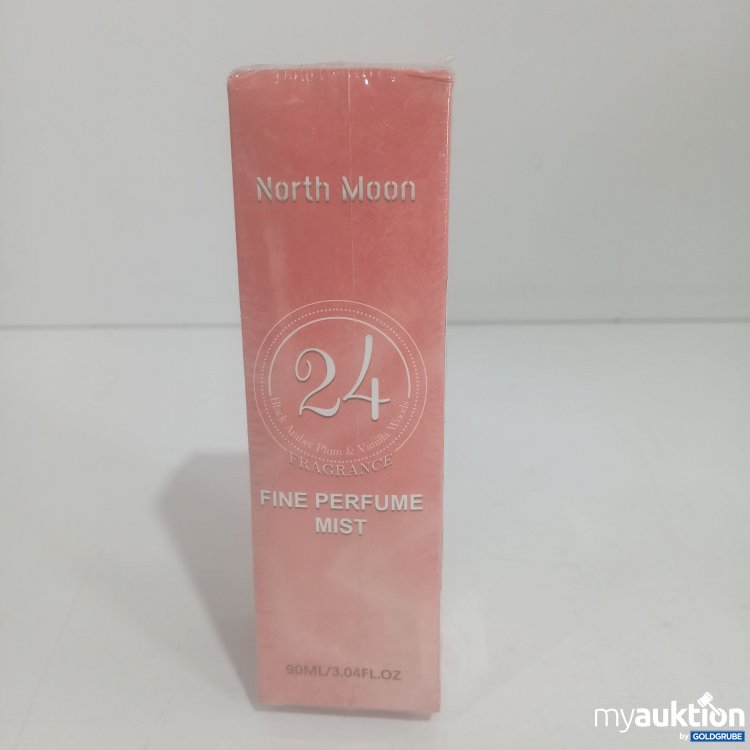 North Moon
24
Black Amber Plum & Vanilla Woods
FRAGRANCE
FINE PERFUME
MIST
90ML/3.04FL.OZ
myauktion
by GOLDGRUBE